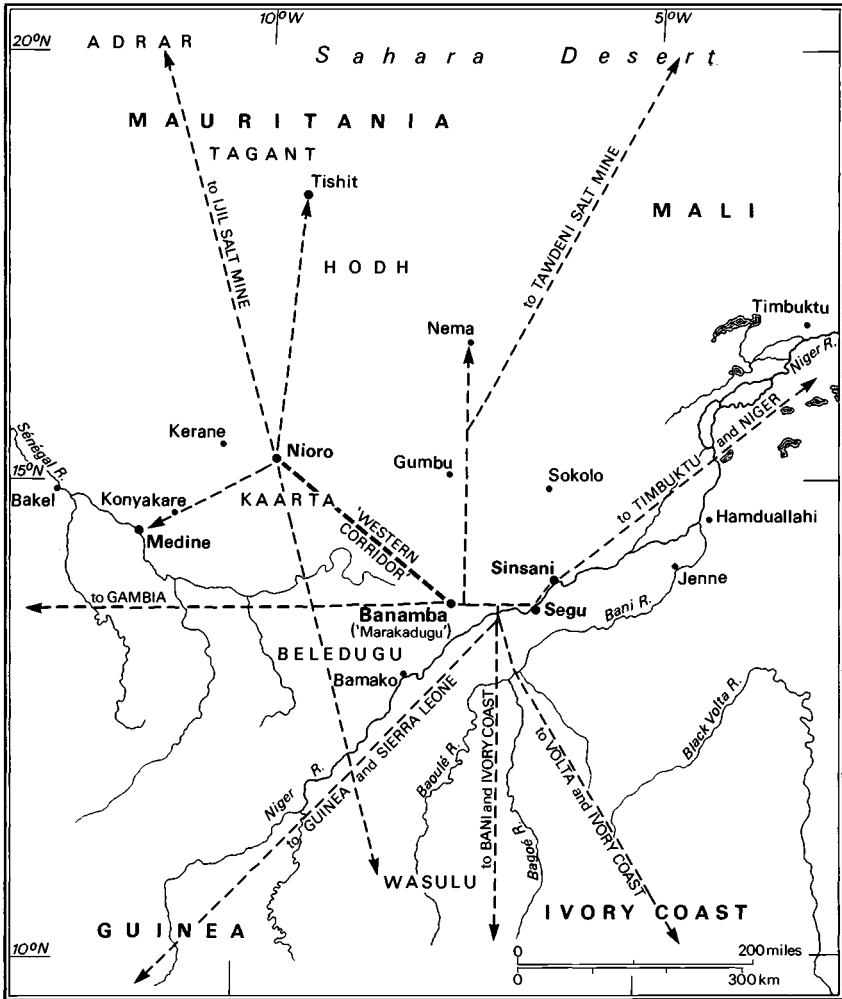 10°W
5°W
20°N
ADRAR
Sahara Desert
MAURITANIA
TAGANT
Tishit
to IJIL SALT MINE
MALI
HODH
to TAWDENI SALT MINE
Timbuktu
Nema
Niger R.
Kerane
Nioro
Sénégal R.
15°N
Gumbu
Sokolo
to TIMBUKTU and NIGER
Bakel
Konyakare
KAARTA
'WESTERN
CORRIDOR'
Hamduallahi
Medine
Sinsani
Jenne
to GAMBIA
Banamba
('Marakadugu')
Segu
Bani R.
BELEDUGU
Bamako
to GUINEA and SIERRA LEONE
Baoulé R.
to BANI and IVORY COAST
Bagoé R.
to VOLTA and IVORY COAST
Black Volta R.
Niger R.
WASULU
GUINEA
IVORY COAST
10°N
0 200 miles
0 300 km